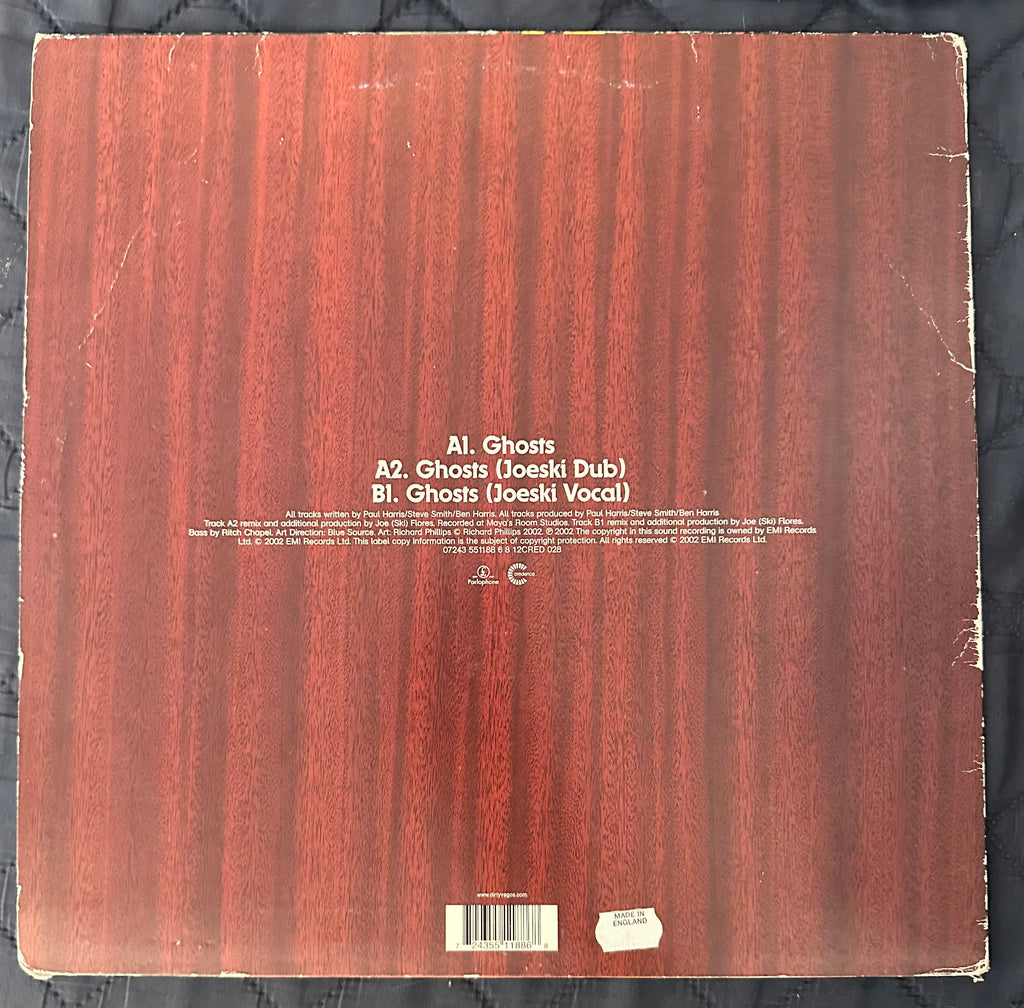 A1. Ghosts
A2. Ghosts (Joeski Dub)
B1. Ghosts (Joeski Vocal)
All tracks written by Paul Harris/Steve Smith/Ben Harris. All tracks produced by Paul Harris/Steve Smith/Ben Harris
Track A2 remix and additional production by Joe (Ski) Flores. Recorded at Maya's Room Studios. Track B1 remix and additional production by Joe (Ski) Flores.
Bass by Ritch Chapel. Art Direction: Blue Source. Art: Richard Phillips © Richard Phillips 2002. ℗ 2002 The copyright in this sound recording is owned by EMI Records
Ltd. © 2002 EMI Records Ltd. This label copy information is the subject of copyright protection. All rights reserved © 2002 EMI Records Ltd.
07243 551188 6 8 12CRED 028
Parlophone credence
www.dirtyvegas.com
7 24355 11886 8
MADE IN
ENGLAND